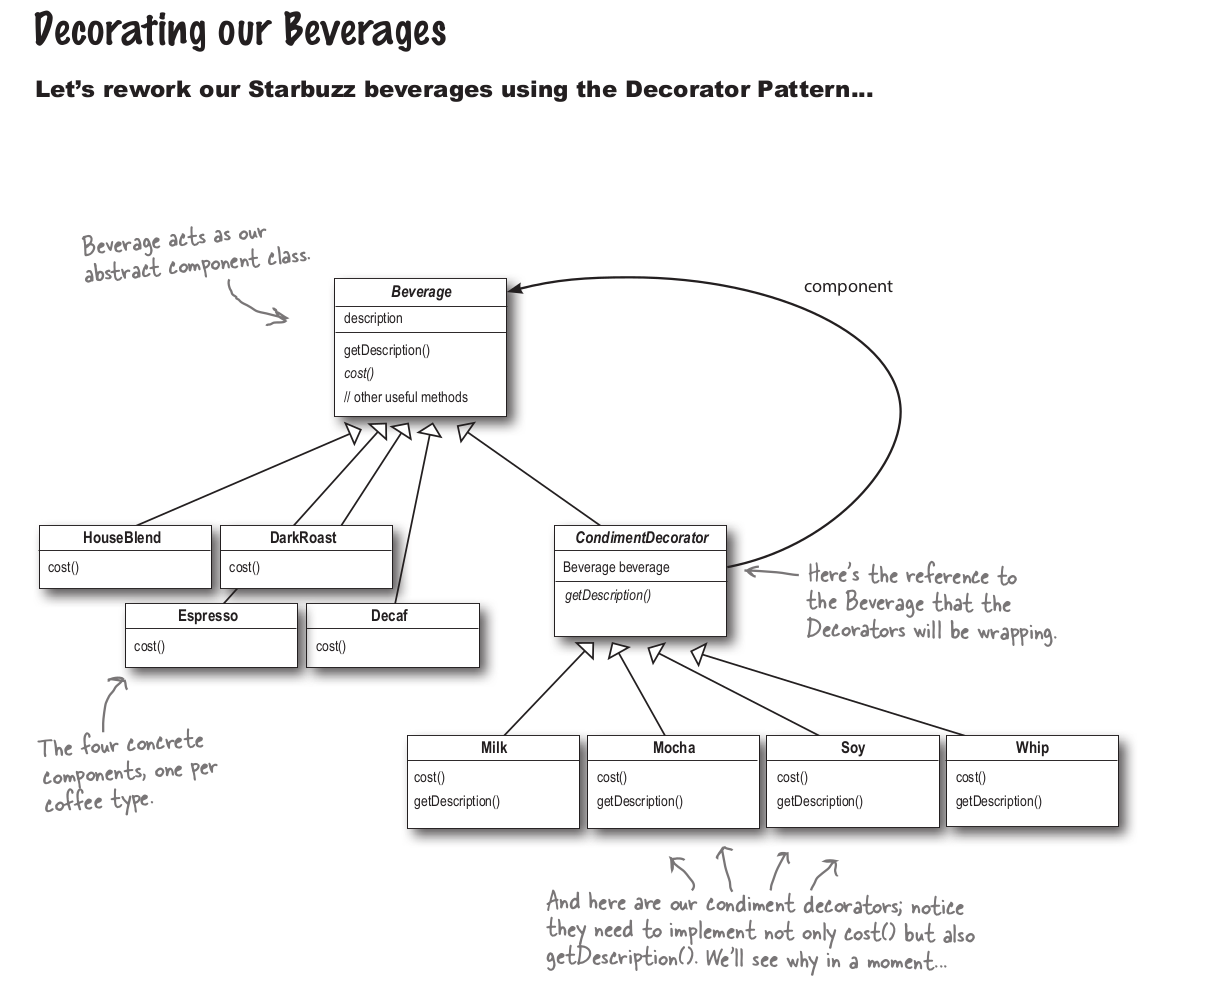 Decorating our Beverages
Let's rework our Starbuzz beverages using the Decorator Pattern...
Beverage acts as our
abstract component class.
component
Beverage
description
getDescription()
cost()
// other useful methods
HouseBlend
cost()
DarkRoast
cost()
Espresso
cost()
Decaf
cost()
CondimentDecorator
Beverage beverage
getDescription()
Here's the reference to
the Beverage that the
Decorators will be wrapping.
The four concrete
components, one per
coffee type.
Milk
cost()
getDescription()
Mocha
cost()
getDescription()
Soy
cost()
getDescription()
Whip
cost()
getDescription()
And here are our condiment decorators; notice
they need to implement not only cost() but also
getDescription(). We'll see why in a moment...